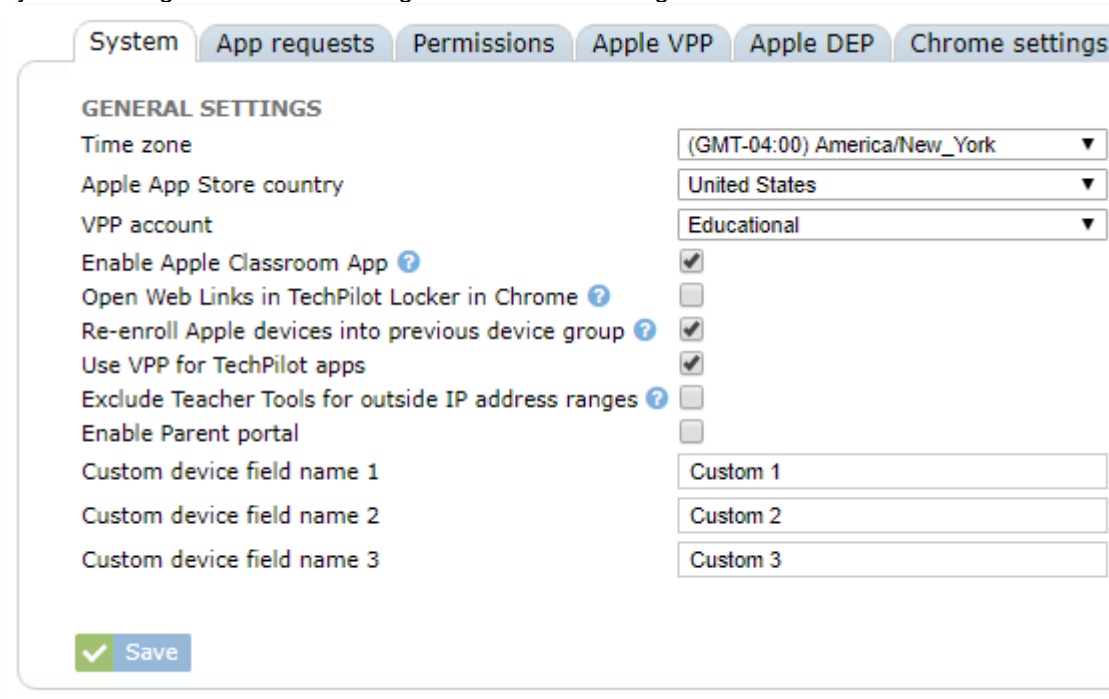 System App requests Permissions Apple VPP Apple DEP Chrome settings
GENERAL SETTINGS
Time zone (GMT-04:00) America/New_York
Apple App Store country United States
VPP account Educational
Enable Apple Classroom App ?
Open Web Links in TechPilot Locker in Chrome ?
Re-enroll Apple devices into previous device group ?
Use VPP for TechPilot apps
Exclude Teacher Tools for outside IP address ranges ?
Enable Parent portal
Custom device field name 1 Custom 1
Custom device field name 2 Custom 2
Custom device field name 3 Custom 3
Save